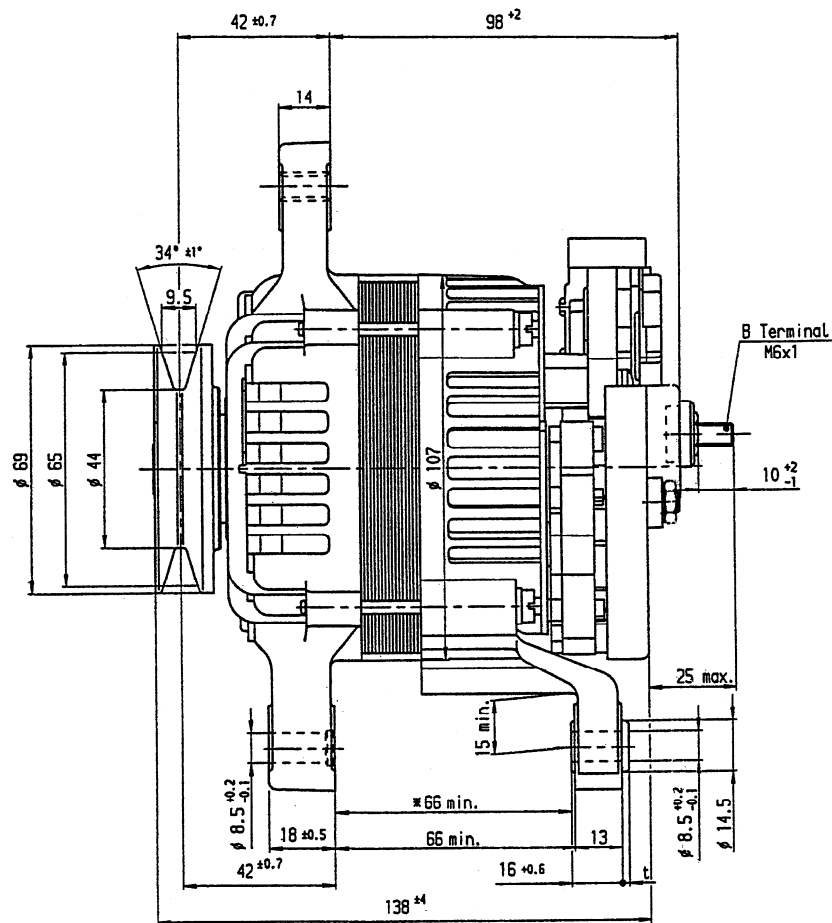 42 ±0.7
98 +2
14
34° ±1°
9.5
B Terminal
M6x1
ϕ 69
ϕ 65
ϕ 44
ϕ 107
10 +2 -1
25 max.
15 min.
ϕ 8.5 +0.2 -0.1
※66 min.
ϕ 8.5 +0.2 -0.1
ϕ 14.5
18 ±0.5
66 min.
13
42 ±0.7
16 +0.6
t
138 ±4